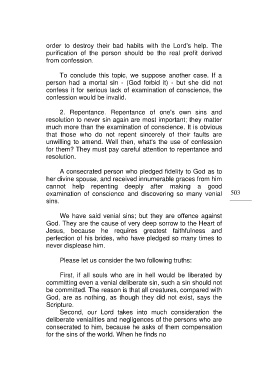 order to destroy their bad habits with the Lord's help. The
purification of the person should be the real profit derived
from confession.
To conclude this topic, we suppose another case. If a
person had a mortal sin - (God forbid it) - but she did not
confess it for serious lack of examination of conscience, the
confession would be invalid.
2. Repentance. Repentance of one's own sins and
resolution to never sin again are most important; they matter
much more than the examination of conscience. It is obvious
that those who do not repent sincerely of their faults are
unwilling to amend. Well then, what's the use of confession
for them? They must pay careful attention to repentance and
resolution.
A consecrated person who pledged fidelity to God as to
her divine spouse, and received innumerable graces from him
cannot help repenting deeply after making a good
examination of conscience and discovering so many venial
sins.
503
We have said venial sins; but they are offences against
God. They are the cause of very deep sorrow to the Heart of
Jesus, because he requires greatest faithfulness and
perfection of his brides, who have pledged so many times to
never displease him.
Please let us consider the two following truths:
First, if all souls who are in hell would be liberated by
committing even a venial deliberate sin, such a sin should not
be committed. The reason is that all creatures, compared with
God, are as nothing, as though they did not exist, says the
Scripture.
Second, our Lord takes into much consideration the
deliberate venialities and negligences of the persons who are
consecrated to him, because he asks of them compensation
for the sins of the world. When he finds no